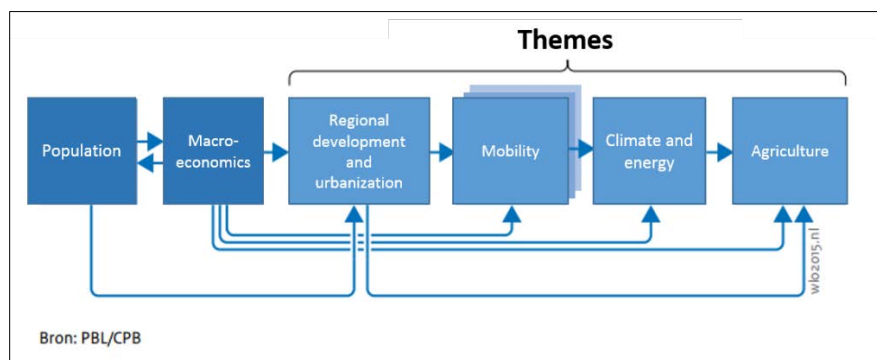 Themes
Population
Macro-
economics
Regional
development
and
urbanization
Mobility
Climate and
energy
Agriculture
wlo2015.nl
Bron: PBL/CPB